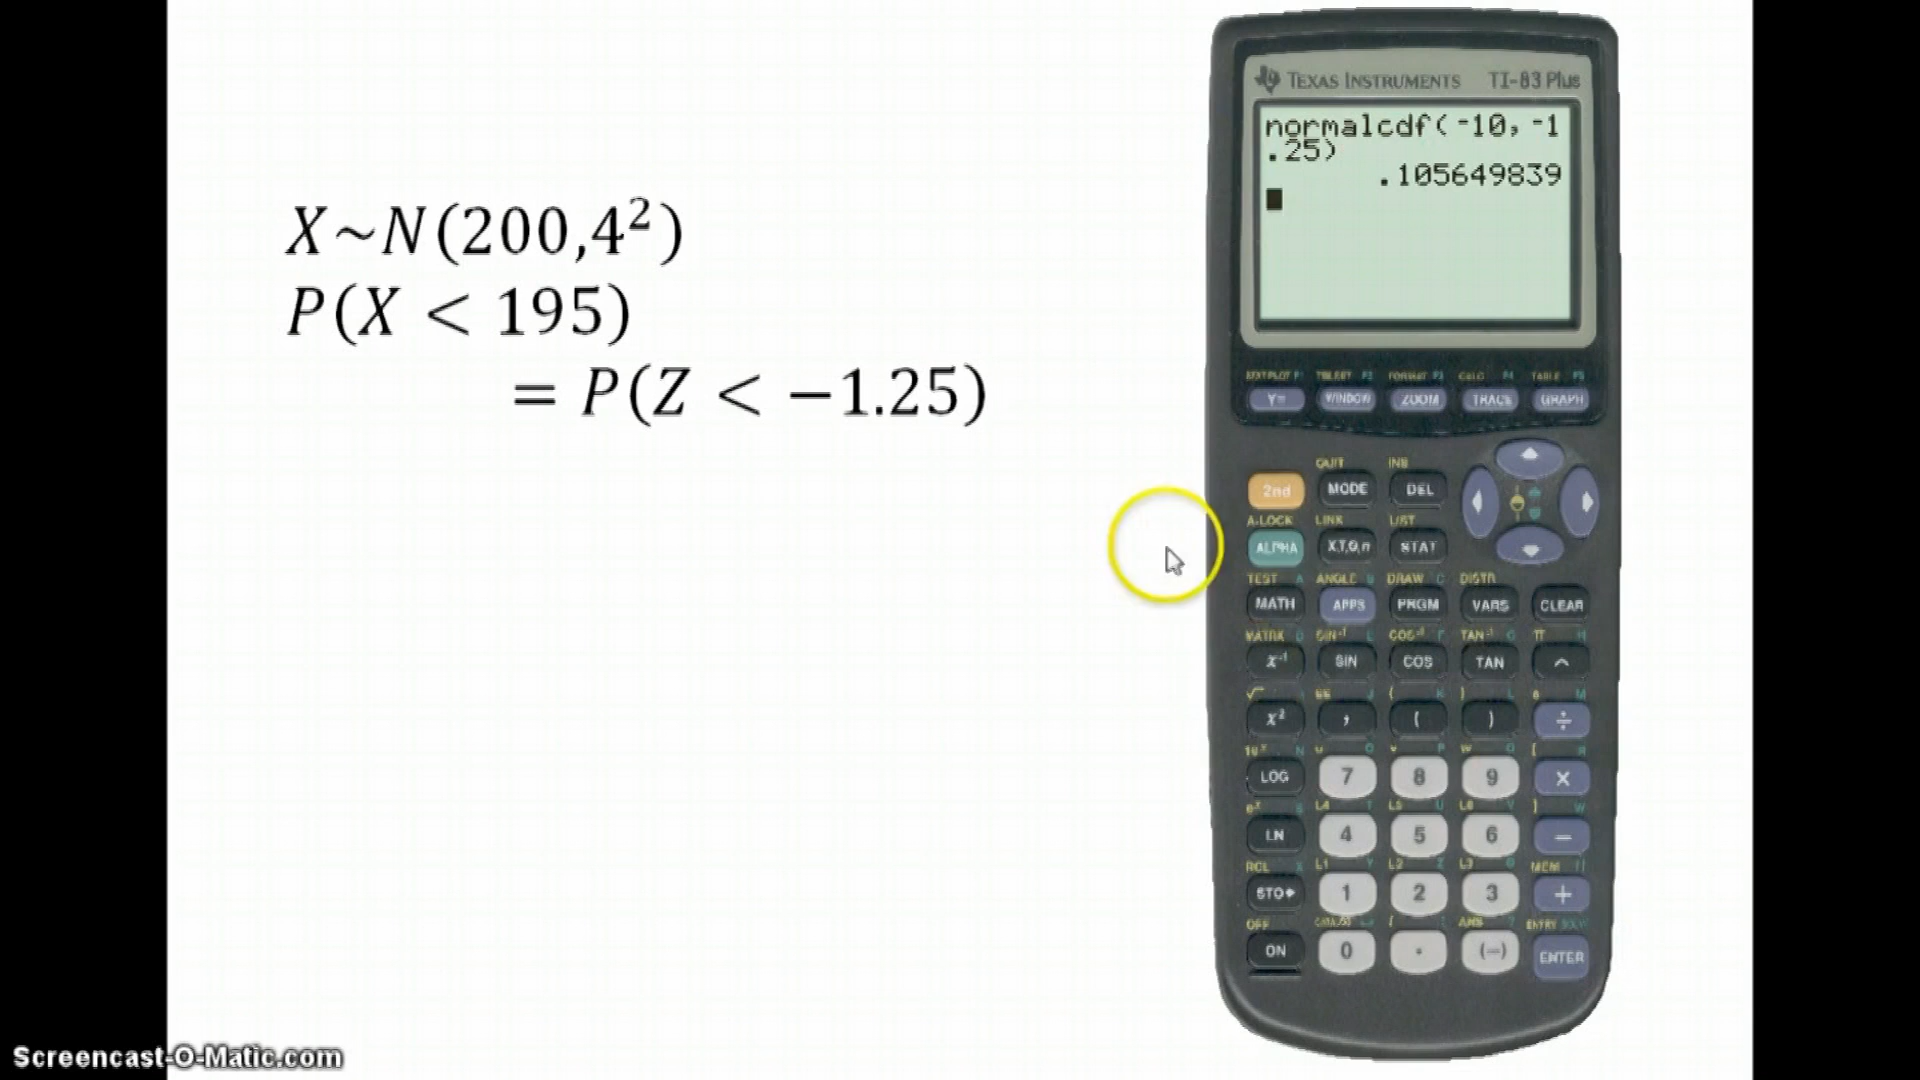 TEXAS INSTRUMENTS TI-83 Plus
normalcdf(-10, -1
.25)
.105649839
X~N(200,4²)
P(X < 195)
= P(Z < −1.25)
Y= WINDOW ZOOM TRACE GRAPH
QUIT INS
2nd MODE DEL
A-LOCK LINK LIST
ALPHA X,T,Θ,n STAT
TEST A ANGLE B DRAW C DISTR
MATH APPS PRGM VARS CLEAR
MATRX D SIN⁻¹ E COS⁻¹ F TAN⁻¹ G π H
x⁻¹ SIN COS TAN ^
√ EE J { K } L e M
x² , ( ) ÷
10ˣ N u O v P w Q [ R
LOG 7 8 9 ×
eˣ S L4 T L5 U L6 V ] W
LN 4 5 6 −
RCL X L1 Y L2 Z L3 θ MEM "
STO▸ 1 2 3 +
OFF CATALOG ANS ? ENTRY
ON 0 . (−) ENTER
Screencast-O-Matic.com